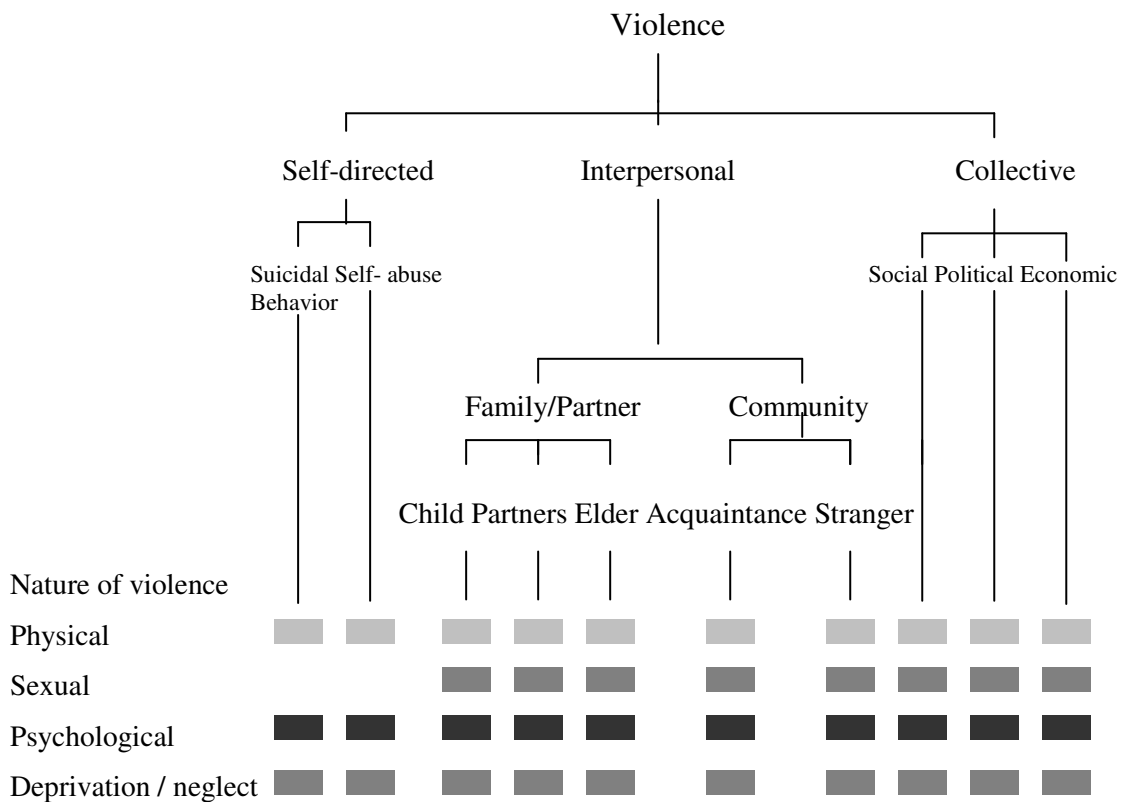 Violence
Self-directed Interpersonal Collective
Suicidal Self- abuse Social Political Economic
Behavior
Family/Partner Community
Child Partners Elder Acquaintance Stranger
Nature of violence
Physical
Sexual
Psychological
Deprivation / neglect